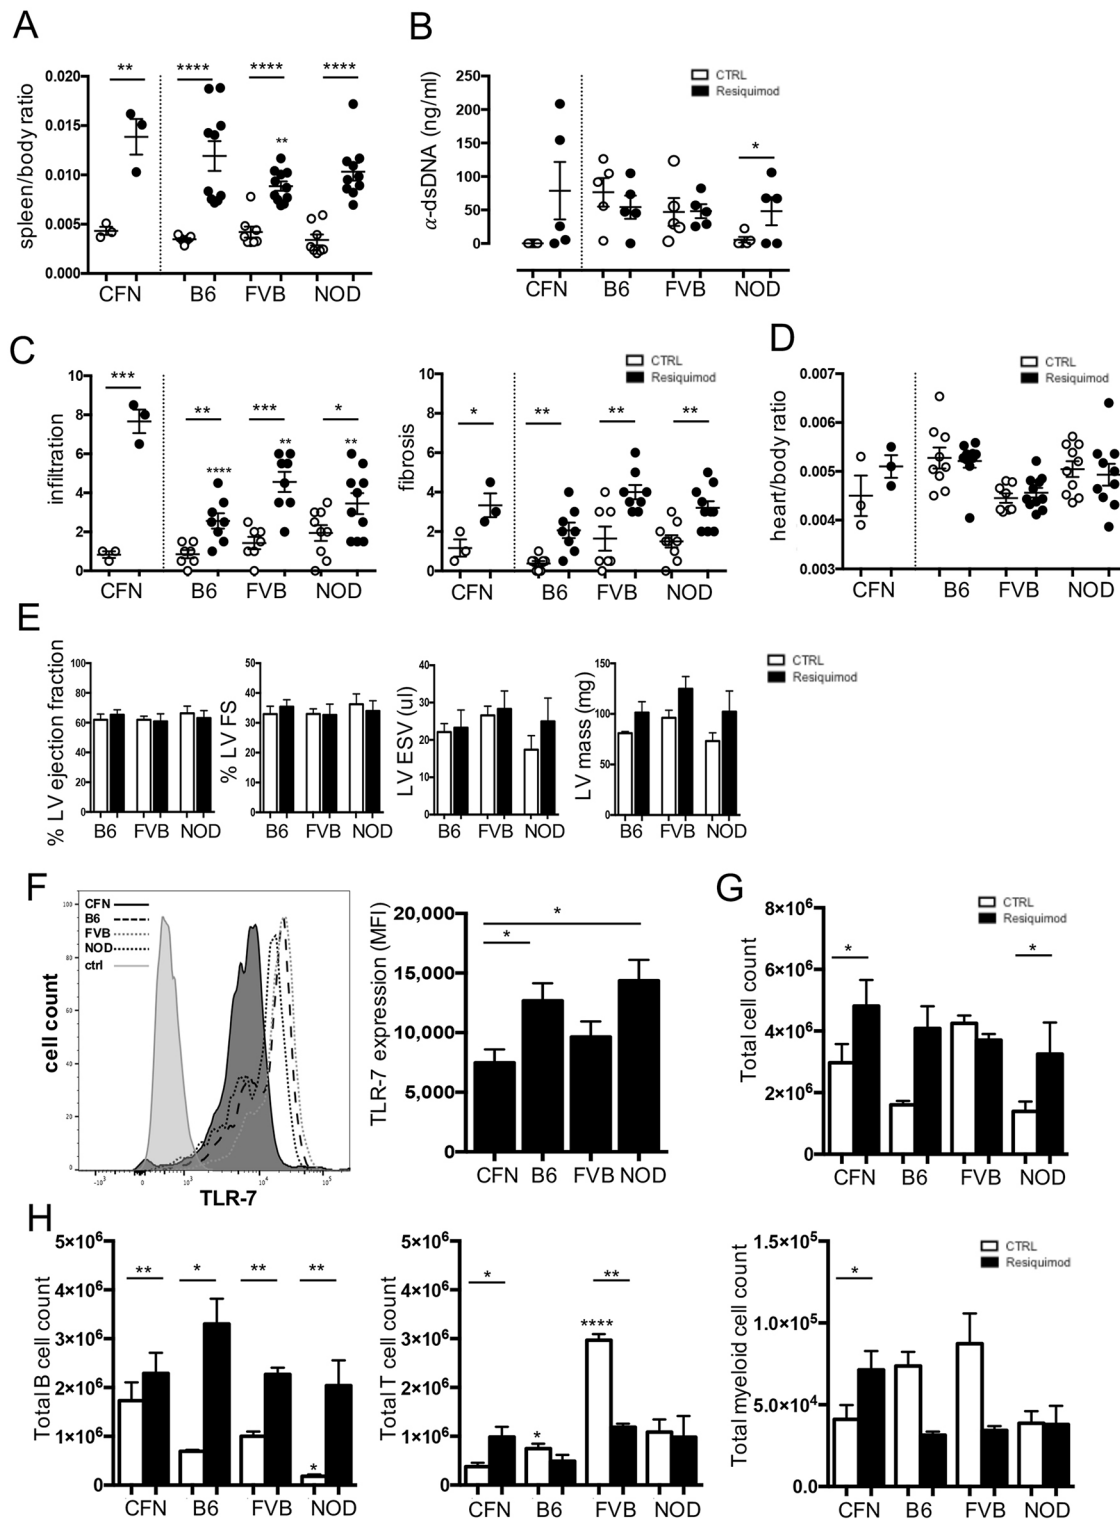 A
spleen/body ratio
0.020
0.015
0.010
0.005
0.000
** **** **** ****
**
CFN B6 FVB NOD
B
α-dsDNA (ng/ml)
250
200
150
100
50
0
CTRL
Resiquimod
*
CFN B6 FVB NOD
C
infiltration
10
8
6
4
2
0
*** ** *** *
**** ** **
CFN B6 FVB NOD
fibrosis
10
8
6
4
2
0
CTRL
Resiquimod
* ** ** **
CFN B6 FVB NOD
D
heart/body ratio
0.007
0.006
0.005
0.004
0.003
CTRL
Resiquimod
CFN B6 FVB NOD
E
% LV ejection fraction
100
80
60
40
20
0
B6 FVB NOD
% LV FS
50
40
30
20
10
0
B6 FVB NOD
LV ESV (ul)
40
30
20
10
0
B6 FVB NOD
LV mass (mg)
150
100
50
0
B6 FVB NOD
CTRL
Resiquimod
F
cell count
100
80
60
40
20
0
CFN
B6
FVB
NOD
ctrl
-10³ 0 10³ 10⁴ 10⁵
TLR-7
TLR-7 expression (MFI)
20,000
15,000
10,000
5,000
0
*
*
CFN B6 FVB NOD
G
Total cell count
8×10⁶
6×10⁶
4×10⁶
2×10⁶
0
CTRL
Resiquimod
* *
CFN B6 FVB NOD
H
Total B cell count
5×10⁶
4×10⁶
3×10⁶
2×10⁶
1×10⁶
0
** * ** **
*
CFN B6 FVB NOD
Total T cell count
5×10⁶
4×10⁶
3×10⁶
2×10⁶
1×10⁶
0
* **
* ****
CFN B6 FVB NOD
Total myeloid cell count
1.5×10⁵
1.0×10⁵
5.0×10⁴
0.0
CTRL
Resiquimod
*
CFN B6 FVB NOD